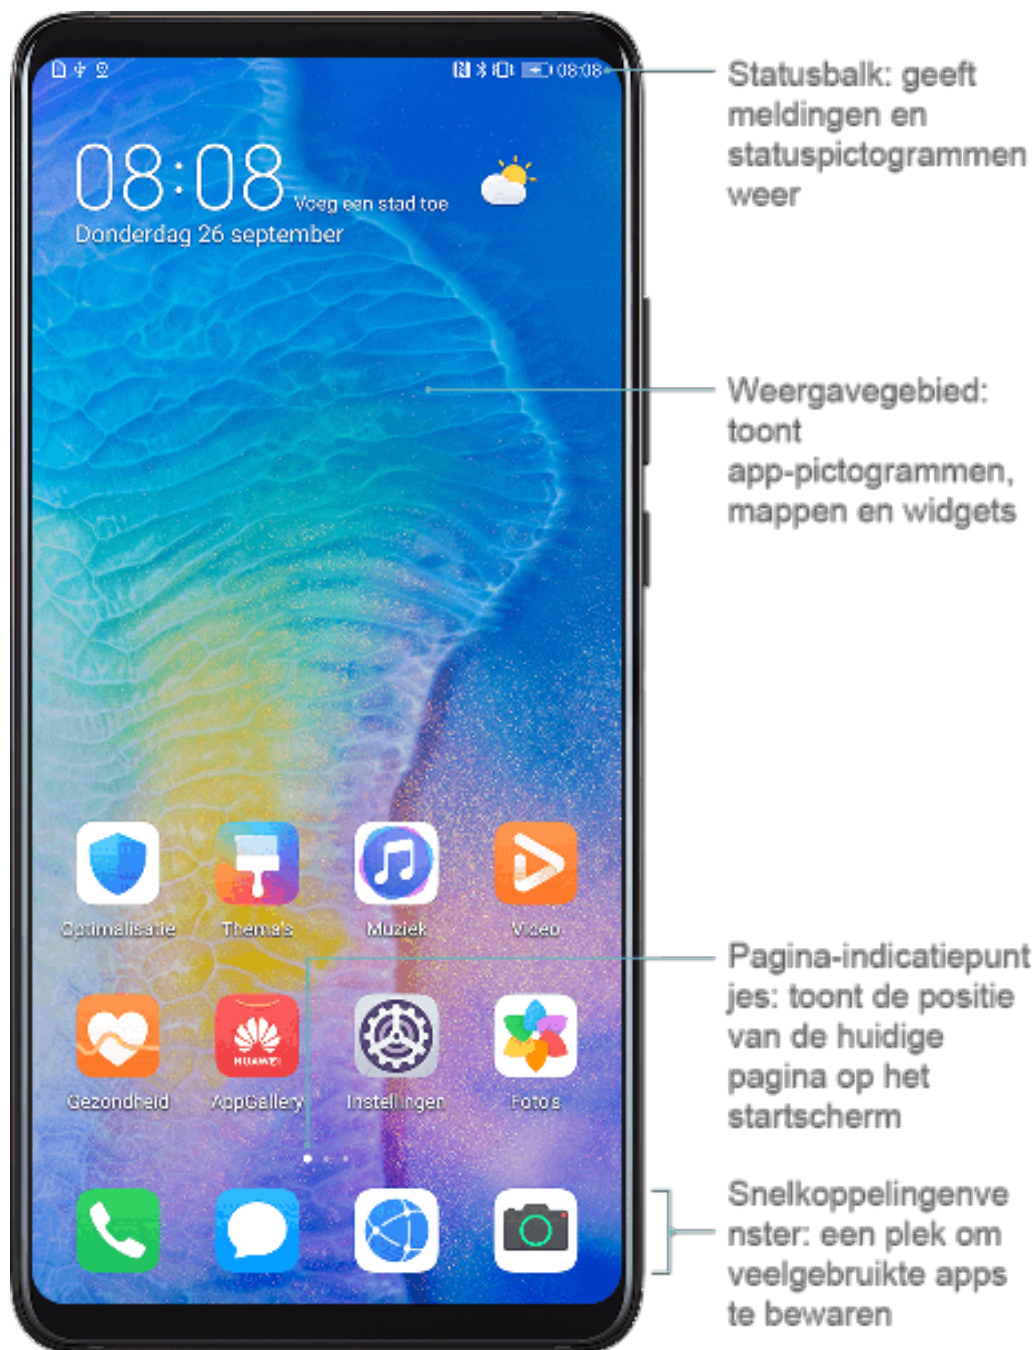 08:08
Statusbalk: geeft
meldingen en
statuspictogrammen
weer
08:08 Voeg een stad toe
Donderdag 26 september
Weergavegebied:
toont
app-pictogrammen,
mappen en widgets
Optimalisatie Thema's Muziek Video
HUAWEI
Gezondheid AppGallery Instellingen Foto's
Pagina-indicatiepunt
jes: toont de positie
van de huidige
pagina op het
startscherm
Snelkoppelingenve
nster: een plek om
veelgebruikte apps
te bewaren